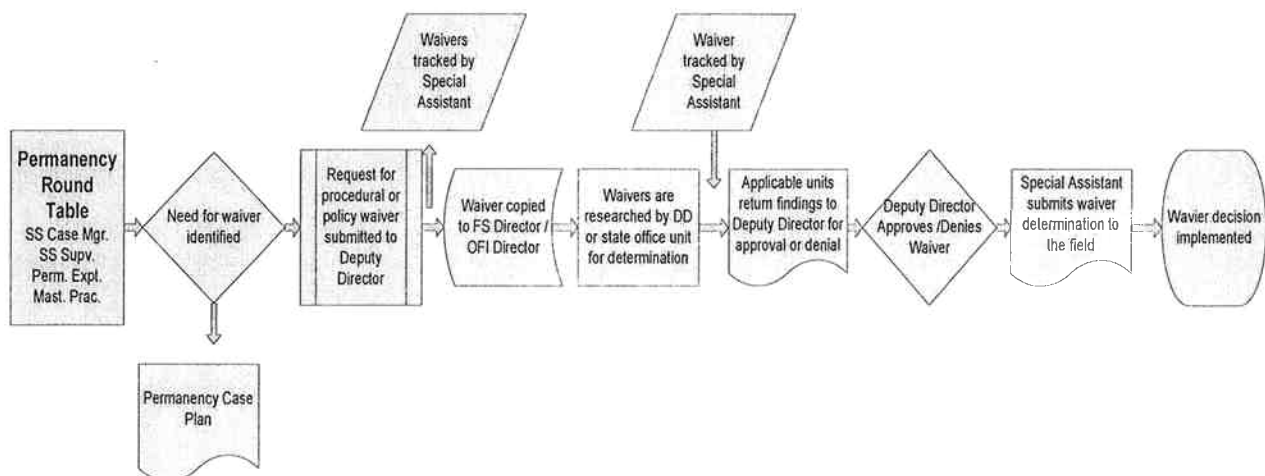 Waivers
tracked by
Special
Assistant
Waiver
tracked by
Special
Assistant
Permanency
Round
Table
SS Case Mgr.
SS Supv.
Perm. Expt.
Mast. Prac.
Need for waiver
identified
Request for
procedural or
policy waiver
submitted to
Deputy
Director
Waiver copied
to FS Director /
OFI Director
Waivers are
researched by DD
or state office unit
for determination
Applicable units
return findings to
Deputy Director for
approval or denial
Deputy Director
Approves /Denies
Waiver
Special Assistant
submits waiver
determination to
the field
Wavier decision
implemented
Permanency Case
Plan